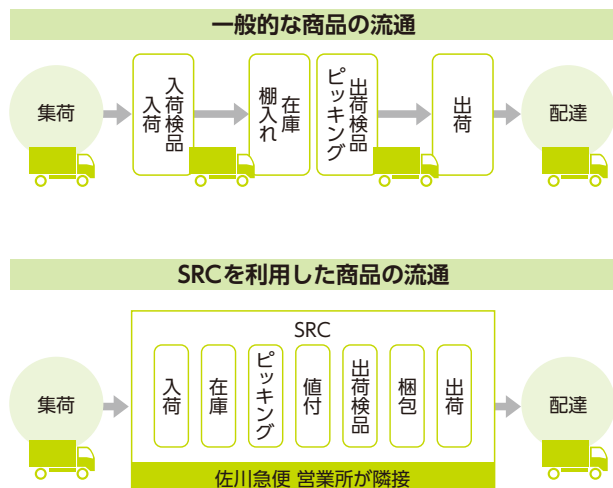 一般的な商品の流通
集荷
入荷検品
入荷
在庫
棚入れ
出荷検品
ピッキング
出荷
配達
SRCを利用した商品の流通
集荷
SRC
入荷
在庫
ピッキング
値付
出荷検品
梱包
出荷
配達
佐川急便 営業所が隣接